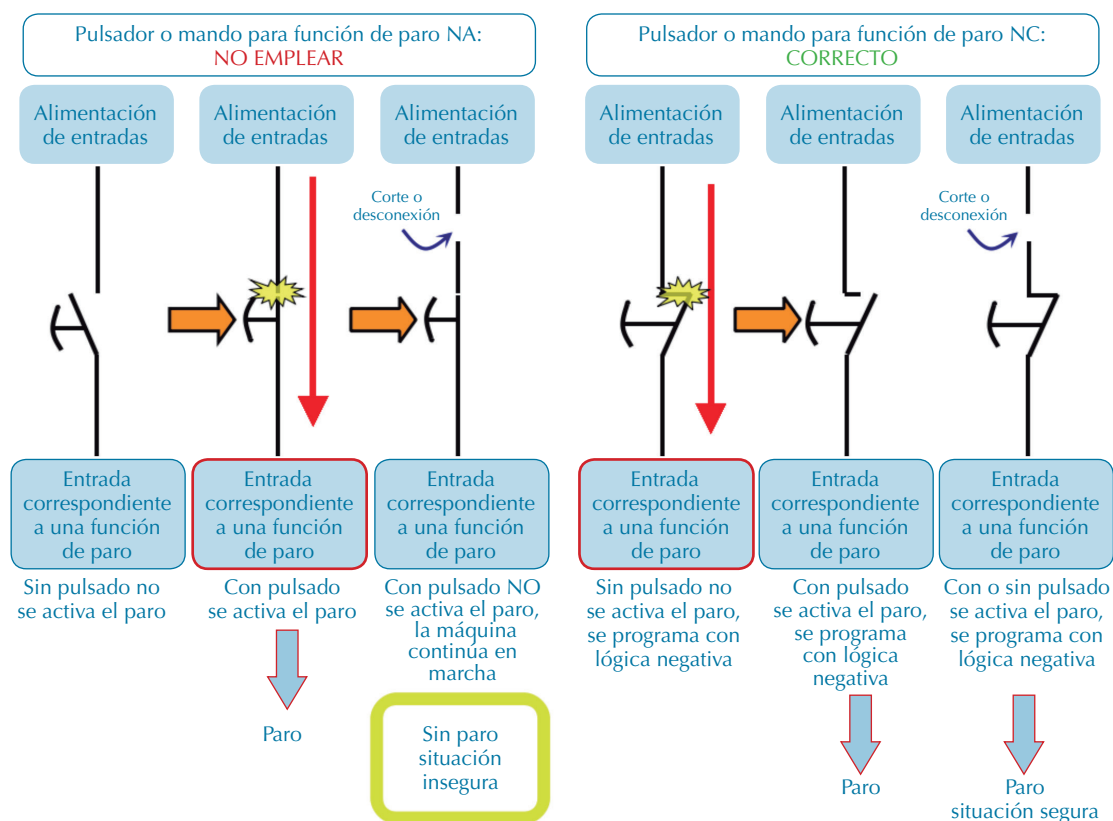 Pulsador o mando para función de paro NA:
NO EMPLEAR
Alimentación
de entradas
Alimentación
de entradas
Alimentación
de entradas
Corte o
desconexión
Entrada
correspondiente
a una función
de paro
Entrada
correspondiente
a una función
de paro
Entrada
correspondiente
a una función
de paro
Sin pulsado no
se activa el paro
Con pulsado
se activa el paro
Con pulsado NO
se activa el paro,
la máquina
continúa en
marcha
Paro
Sin paro
situación
insegura
Pulsador o mando para función de paro NC:
CORRECTO
Alimentación
de entradas
Alimentación
de entradas
Alimentación
de entradas
Corte o
desconexión
Entrada
correspondiente
a una función
de paro
Entrada
correspondiente
a una función
de paro
Entrada
correspondiente
a una función
de paro
Sin pulsado no
se activa el paro,
se programa con
lógica negativa
Con pulsado
se activa el paro,
se programa
con lógica
negativa
Con o sin pulsado
se activa el paro,
se programa con
lógica negativa
Paro
Paro
situación segura